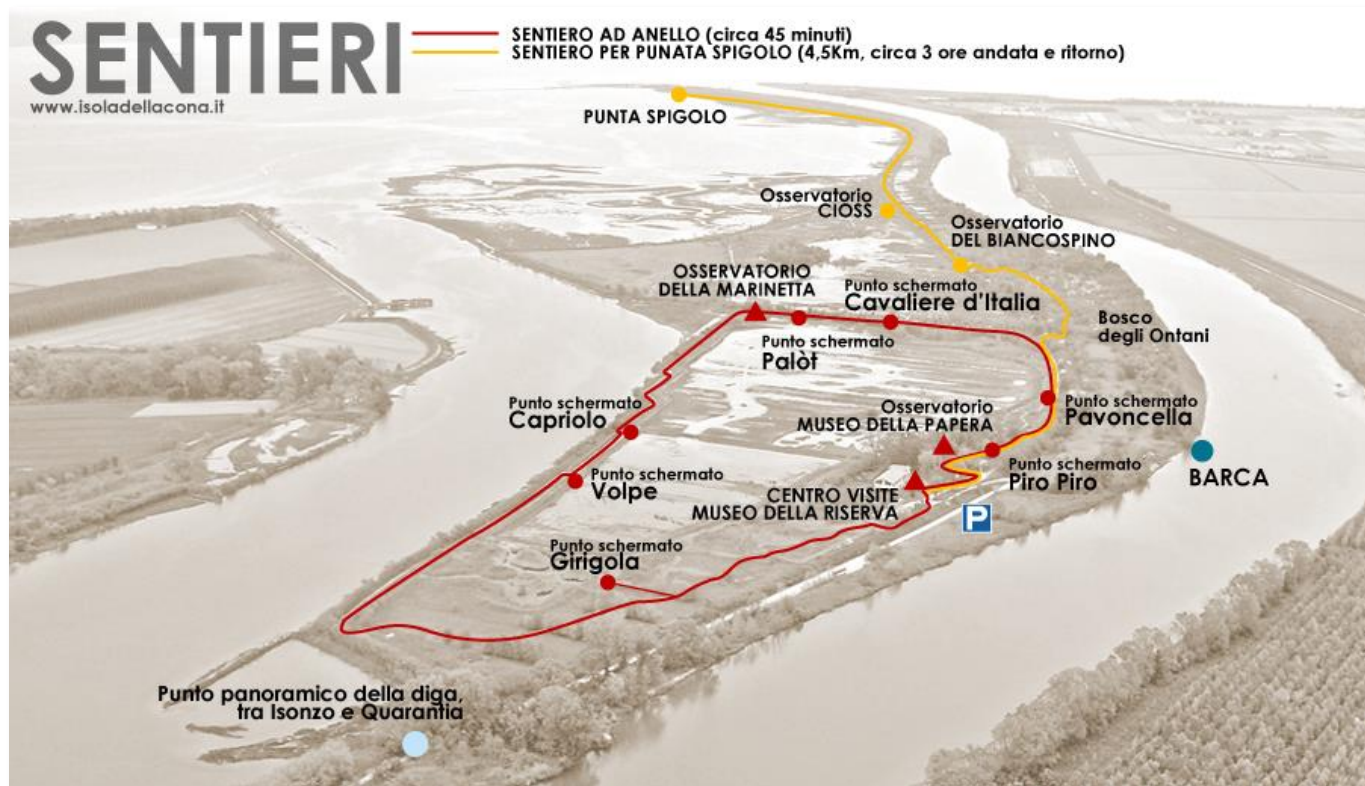 SENTIERI
www.isoladellacona.it
SENTIERO AD ANELLO (circa 45 minuti)
SENTIERO PER PUNATA SPIGOLO (4,5Km, circa 3 ore andata e ritorno)
PUNTA SPIGOLO
Osservatorio
CIOSS
Osservatorio
DEL BIANCOSPINO
OSSERVATORIO
DELLA MARINETTA
Punto schermato
Cavaliere d'Italia
Bosco
degli Ontani
Punto schermato
Palòt
Punto schermato
Capriolo
Osservatorio
MUSEO DELLA PAPERA
Punto schermato
Pavoncella
Punto schermato
Volpe
Punto schermato
Piro Piro
BARCA
CENTRO VISITE
MUSEO DELLA RISERVA
P
Punto schermato
Girigola
Punto panoramico della diga,
tra Isonzo e Quarantia